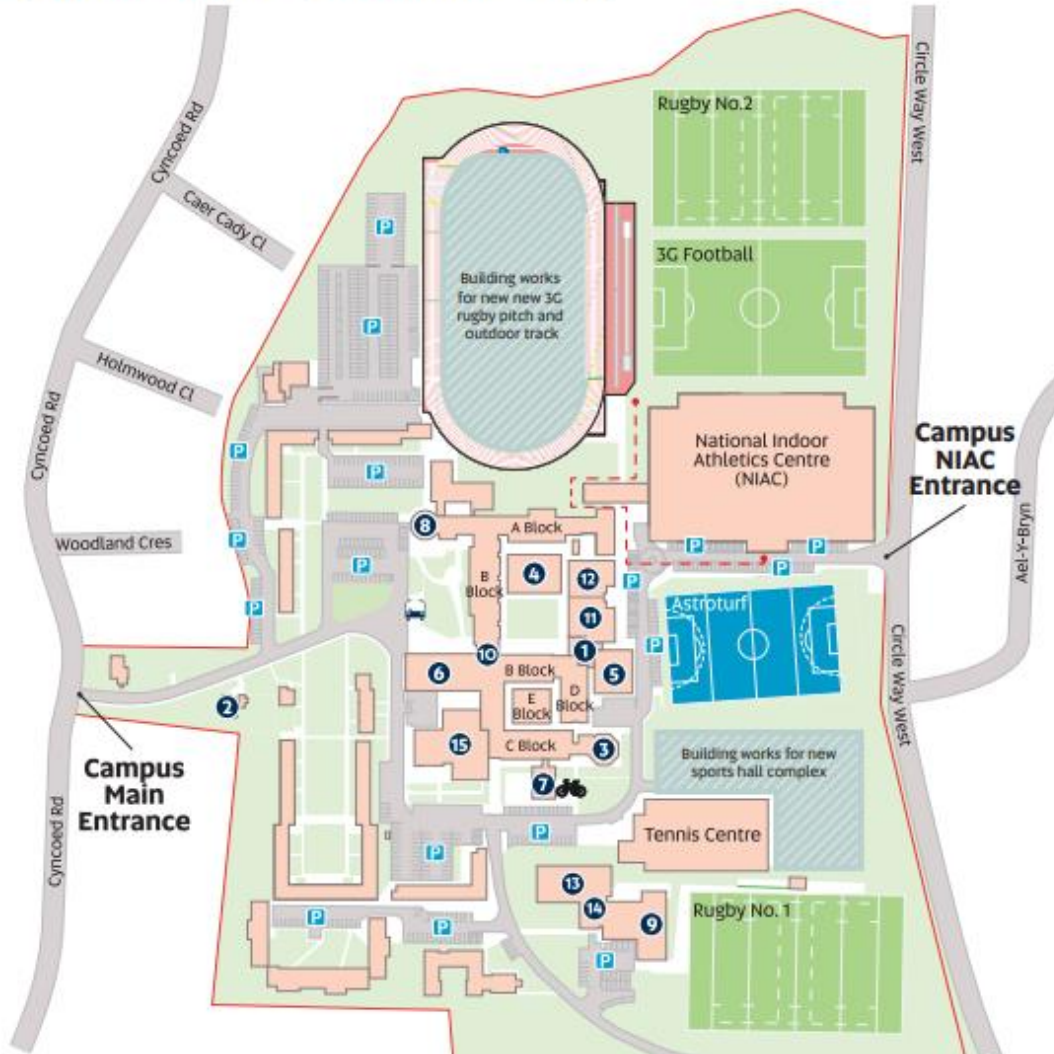 Rugby No.2
Circle Way West
Cyncoed Rd
Caer Cady Cl
P
3G Football
Building works
for new new 3G
rugby pitch and
outdoor track
P
Holmwood Cl
Cyncoed Rd
National Indoor
Athletics Centre
(NIAC)
Campus
NIAC
Entrance
P
P
8
A Block
Woodland Cres
P
P
P
P
P
4
12
P
B
Block
Ael-Y-Bryn
P
11
P
Astroturf
10
1
6
B Block
5
Circle Way West
2
E
Block
D
Block
15
C Block
3
Building works for new
sports hall complex
Campus
Main
Entrance
7
P
Tennis Centre
P
Cyncoed Rd
13
14
9
Rugby No. 1
P
P
P